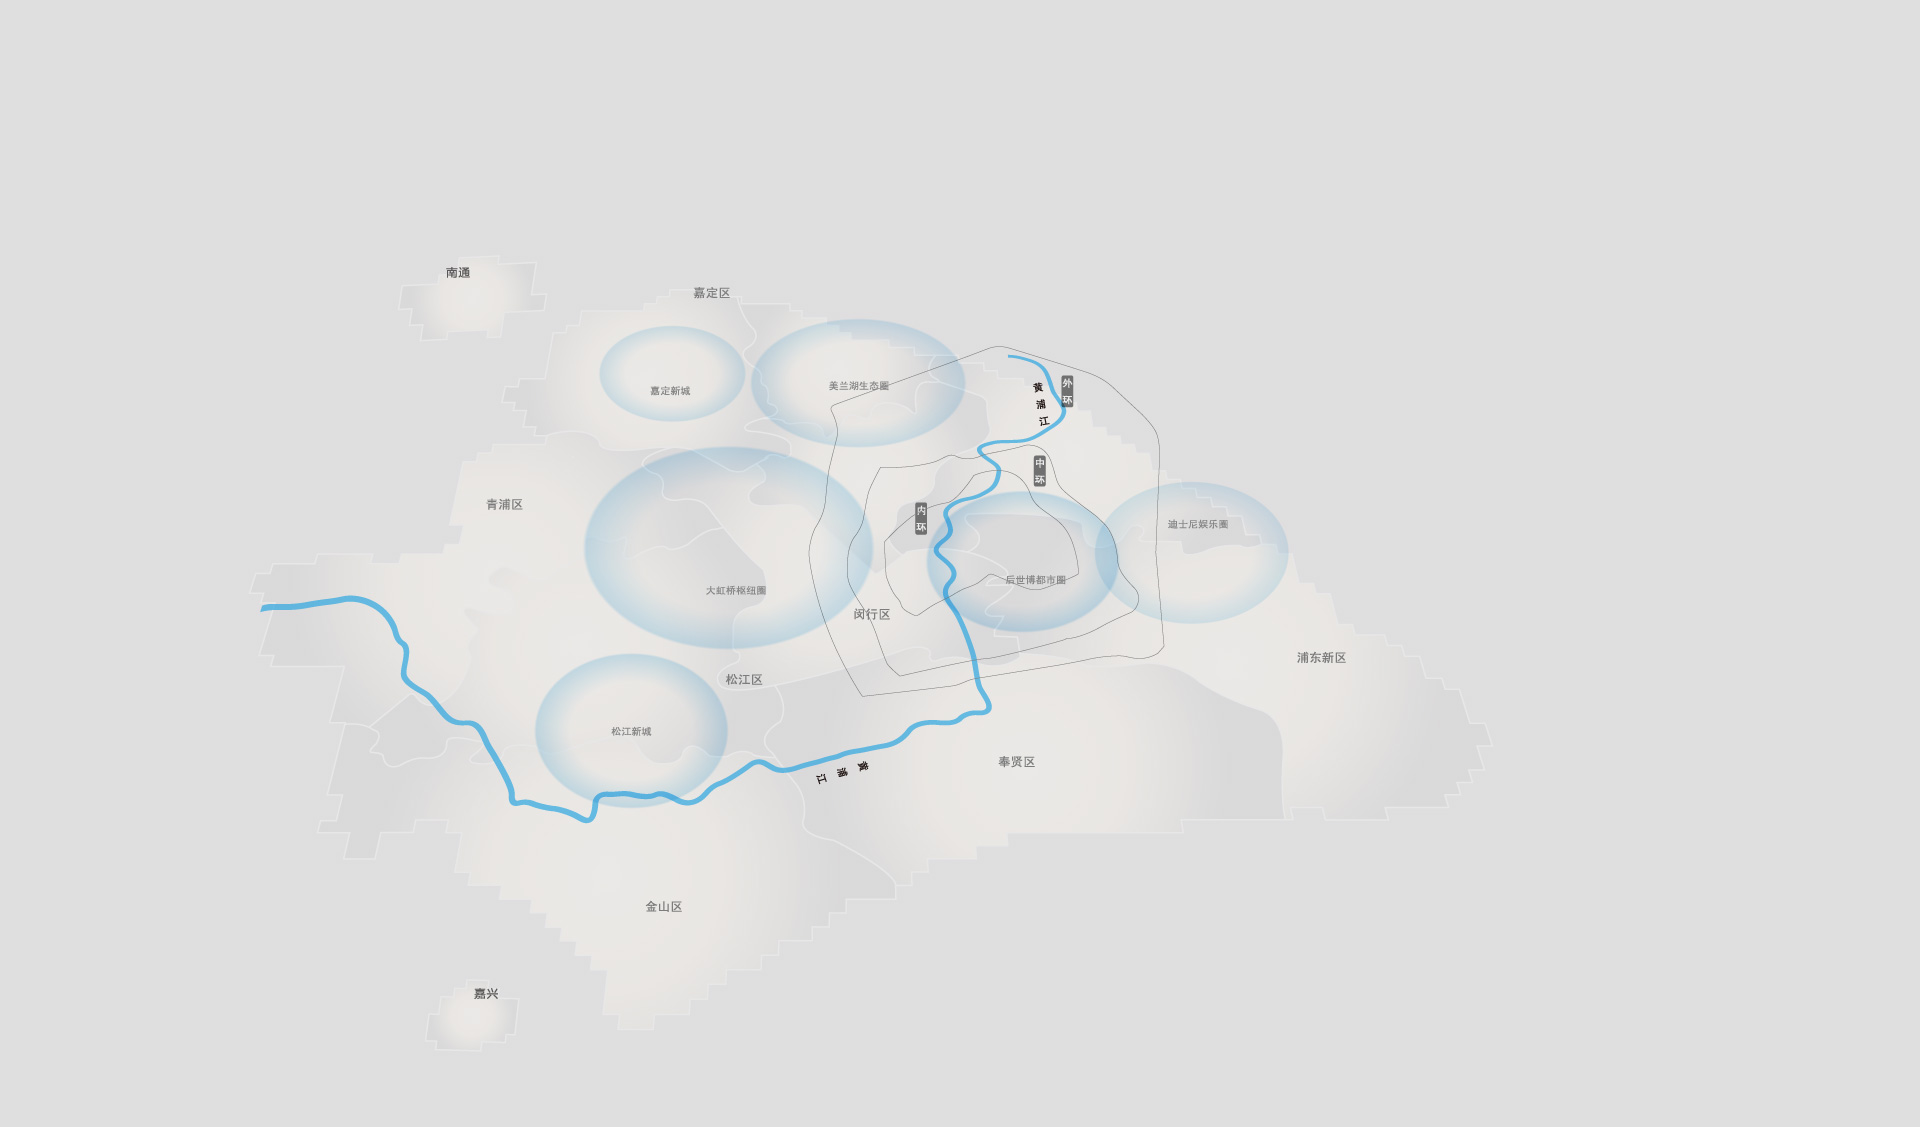 南通
嘉定区
嘉定新城
美兰湖生态圈
黄浦江
外环
中环
青浦区
内环
迪士尼娱乐圈
后世博都市圈
大虹桥枢纽圈
闵行区
浦东新区
松江区
松江新城
奉贤区
黄浦江
金山区
嘉兴